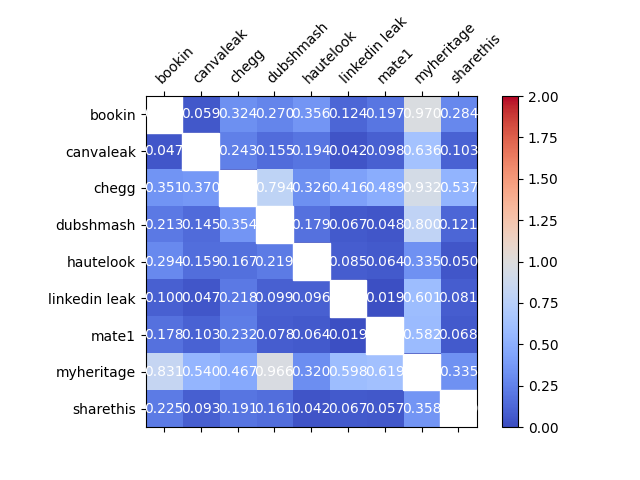 bookin canvaleak chegg dubshmash hautelook linkedin leak mate1 myheritage sharethis
bookin 0.059 0.324 0.270 0.356 0.124 0.197 0.970 0.284
canvaleak 0.047 0.243 0.155 0.194 0.042 0.098 0.636 0.103
chegg 0.351 0.370 0.794 0.326 0.416 0.489 0.932 0.537
dubshmash 0.213 0.145 0.354 0.179 0.067 0.048 0.800 0.121
hautelook 0.294 0.159 0.167 0.219 0.085 0.064 0.335 0.050
linkedin leak 0.100 0.047 0.218 0.099 0.096 0.019 0.601 0.081
mate1 0.178 0.103 0.232 0.078 0.064 0.019 0.582 0.068
myheritage 0.831 0.540 0.467 0.966 0.320 0.598 0.619 0.335
sharethis 0.225 0.093 0.191 0.161 0.042 0.067 0.057 0.358
2.00
1.75
1.50
1.25
1.00
0.75
0.50
0.25
0.00